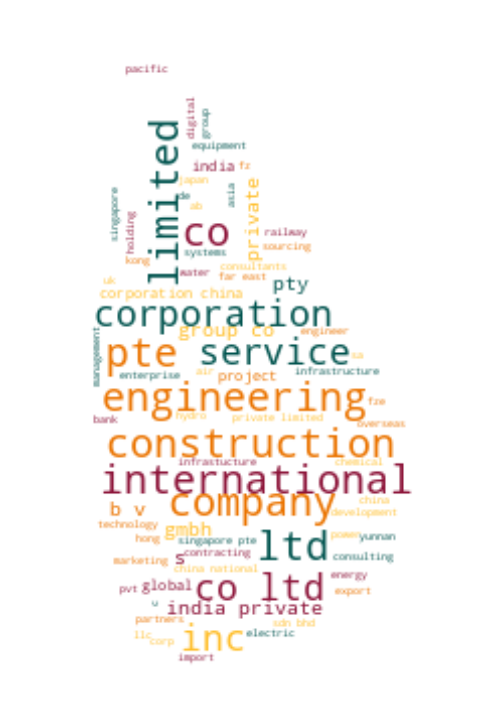 pacific
digital
group
equipment
limited
india fz
japan
de
asia
private
singapore
holding
ab
co
railway
sourcing
systems
kong
consultants
water far east
uk
pty
corporation china
corporation
group co
engineer
management
pte service
sa
enterprise
air
project
infrastructure
engineering
fze
hydro
private limited
bank
overseas
construction
infrastucture
chemical
international
company
china
b v
development
technology
gmbh
hong
singapore pte
ltd
power
yunnan
s
contracting
consulting
marketing
china national
energy
pvt
global
co ltd
export
u
india private
partners
sdn bhd
llc
corp
inc
electric
import